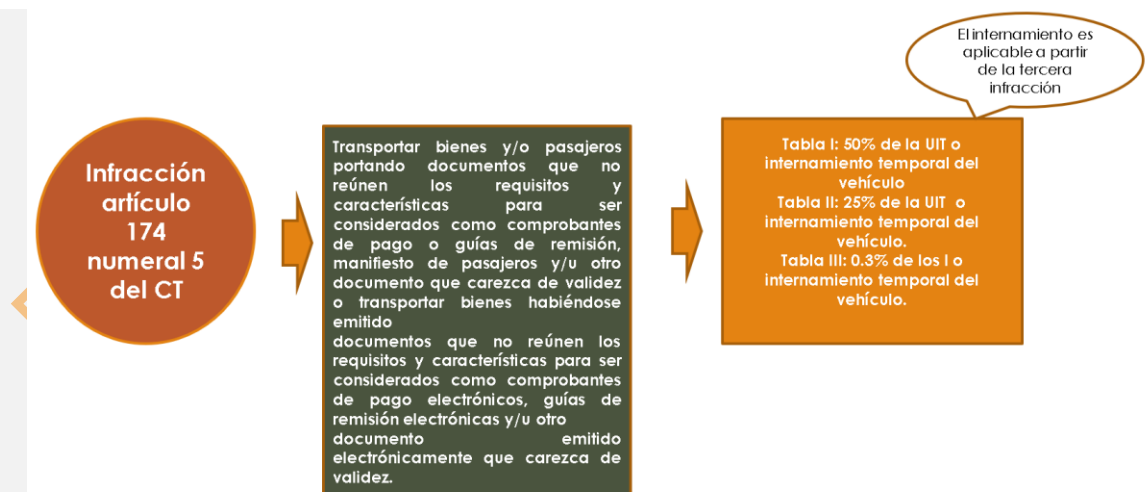 El internamiento es
aplicable a partir
de la tercera
infracción
Infracción
artículo
174
numeral 5
del CT
Transportar bienes y/o pasajeros
portando documentos que no
reúnen los requisitos y
características para ser
considerados como comprobantes
de pago o guías de remisión,
manifiesto de pasajeros y/u otro
documento que carezca de validez
o transportar bienes habiéndose
emitido
documentos que no reúnen los
requisitos y características para ser
considerados como comprobantes
de pago electrónicos, guías de
remisión electrónicas y/u otro
documento emitido
electrónicamente que carezca de
validez.
Tabla I: 50% de la UIT o
internamiento temporal del
vehículo
Tabla II: 25% de la UIT o
internamiento temporal del
vehículo.
Tabla III: 0.3% de los I o
internamiento temporal del
vehículo.